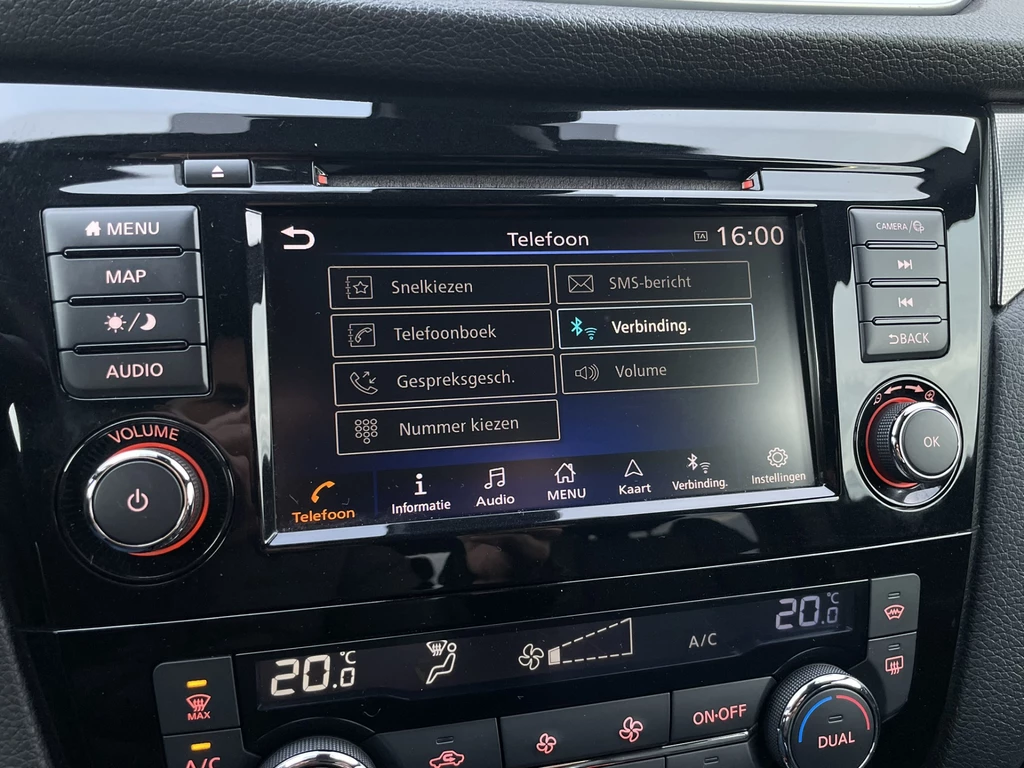 MENU
MAP
AUDIO
VOLUME
Telefoon
TA
16:00
Snelkiezen
SMS-bericht
Telefoonboek
Verbinding.
Gespreksgesch.
Volume
Nummer kiezen
Telefoon
Informatie
Audio
MENU
Kaart
Verbinding.
Instellingen
CAMERA/
BACK
OK
20.0°C
A/C
20.0°C
MAX
A/C
ON·OFF
DUAL